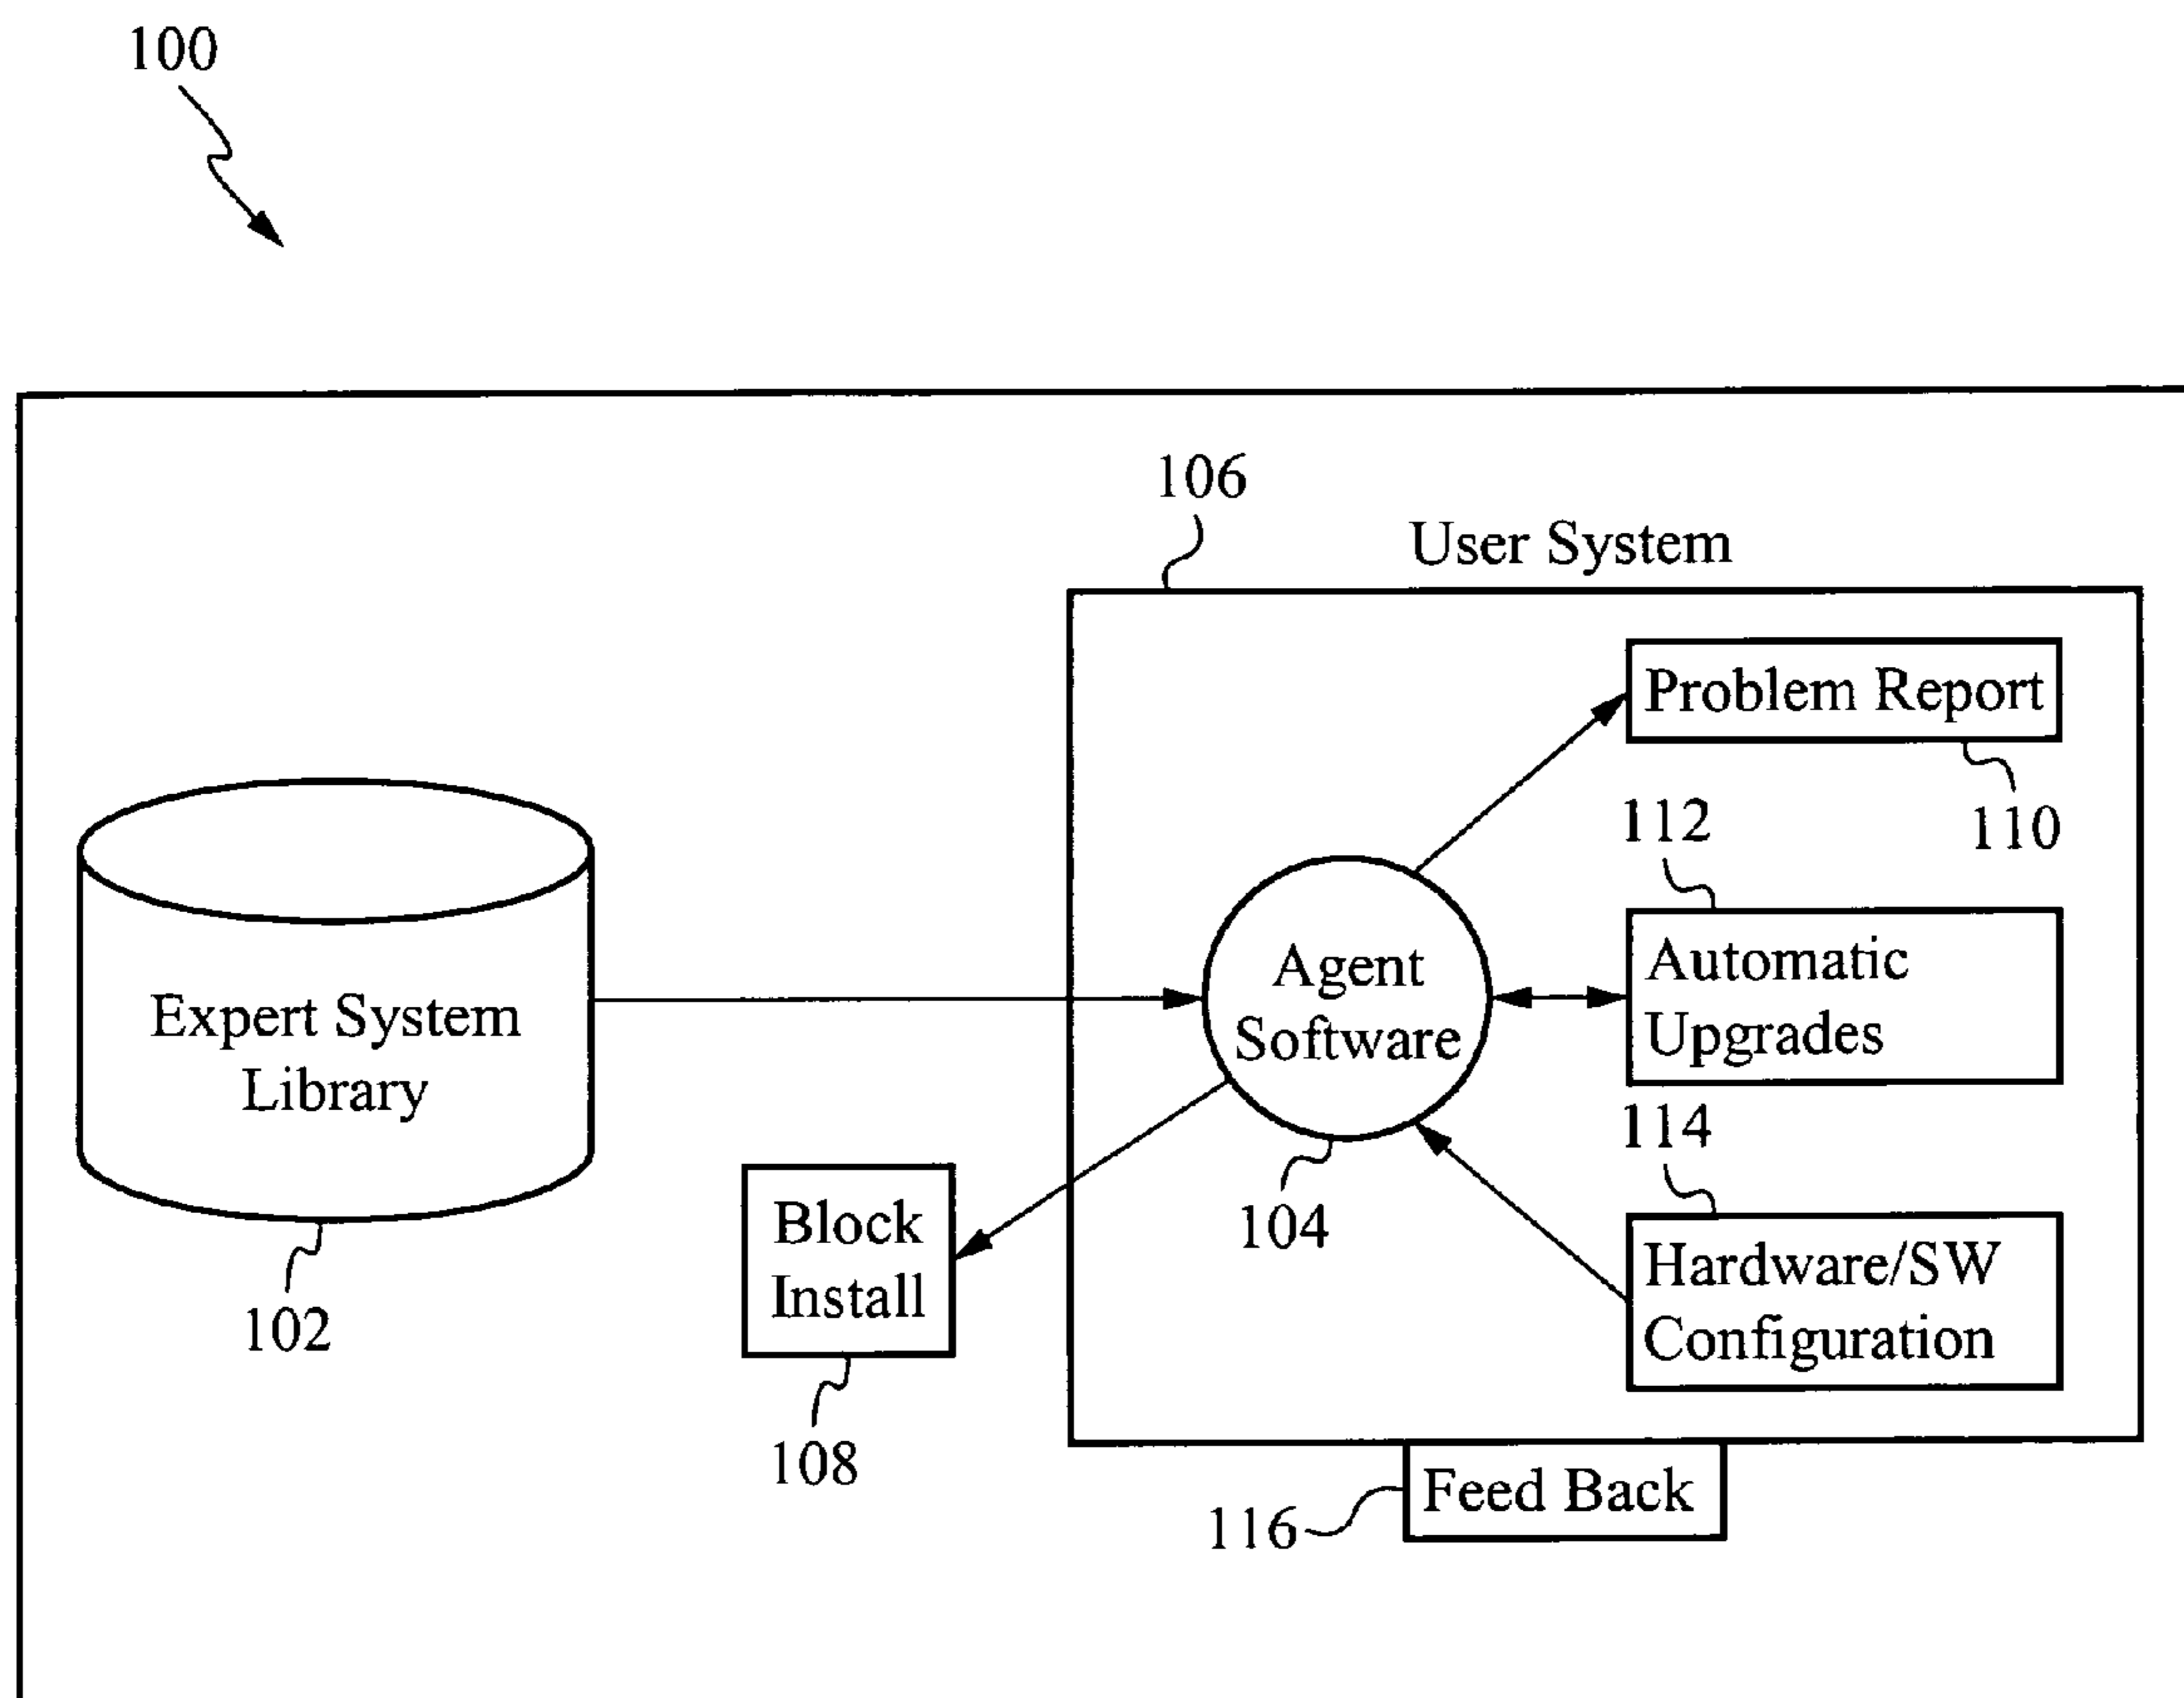 100
106
User System
Problem Report
110
112
Automatic
Upgrades
Agent
Software
Expert System
Library
114
104
Hardware/SW
Configuration
Block
Install
102
108
Feed Back
116